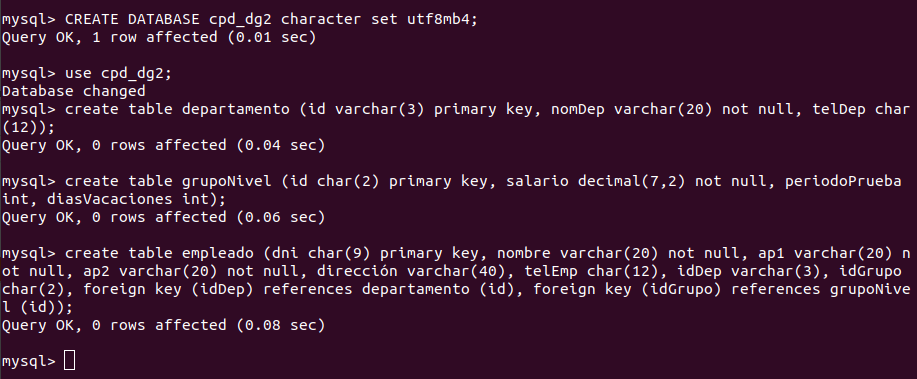 mysql> CREATE DATABASE cpd_dg2 character set utf8mb4;
Query OK, 1 row affected (0.01 sec)
mysql> use cpd_dg2;
Database changed
mysql> create table departamento (id varchar(3) primary key, nomDep varchar(20) not null, telDep char
(12));
Query OK, 0 rows affected (0.04 sec)
mysql> create table grupoNivel (id char(2) primary key, salario decimal(7,2) not null, periodoPrueba
int, diasVacaciones int);
Query OK, 0 rows affected (0.06 sec)
mysql> create table empleado (dni char(9) primary key, nombre varchar(20) not null, ap1 varchar(20) n
ot null, ap2 varchar(20) not null, dirección varchar(40), telEmp char(12), idDep varchar(3), idGrupo
char(2), foreign key (idDep) references departamento (id), foreign key (idGrupo) references grupoNive
l (id));
Query OK, 0 rows affected (0.08 sec)
mysql>